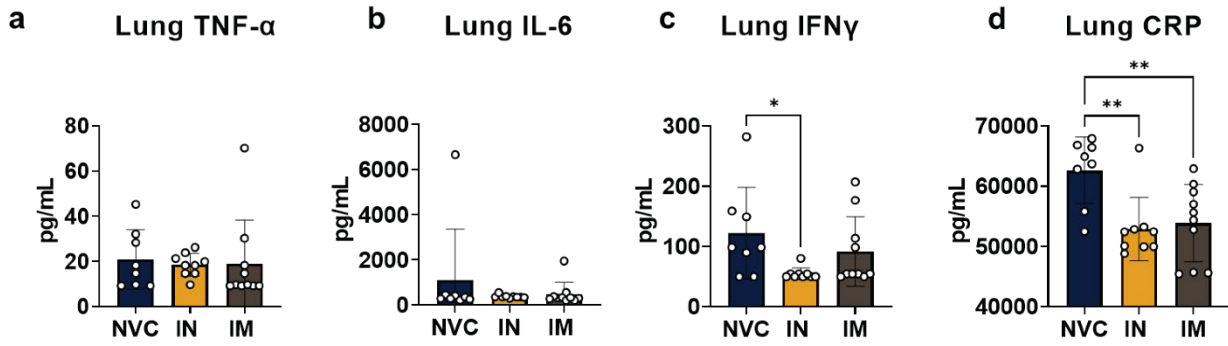 a Lung TNF-α
80
60
40
20
0
pg/mL
NVC IN IM
b Lung IL-6
8000
6000
4000
2000
1000
0
pg/mL
NVC IN IM
c Lung IFNγ
*
300
200
100
0
pg/mL
NVC IN IM
d Lung CRP
**
**
70000
60000
50000
40000
pg/mL
NVC IN IM